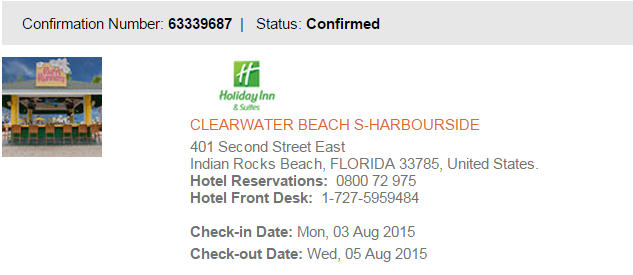 Confirmation Number: 63339687 | Status: Confirmed
Holiday Inn
& Suites
CLEARWATER BEACH S-HARBOURSIDE
401 Second Street East
Indian Rocks Beach, FLORIDA 33785, United States.
Hotel Reservations: 0800 72 975
Hotel Front Desk: 1-727-5959484
Check-in Date: Mon, 03 Aug 2015
Check-out Date: Wed, 05 Aug 2015